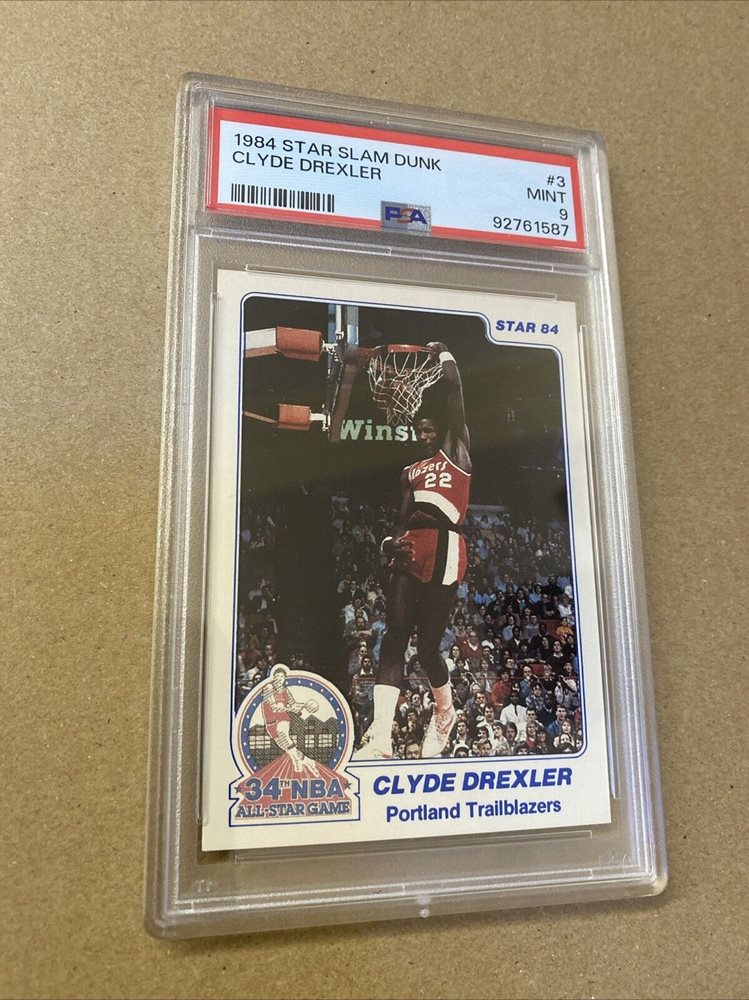 1984 STAR SLAM DUNK
CLYDE DREXLER
#3
MINT
9
92761587
PSA
STAR 84
Winst
Blazers
22
34TH NBA
ALL-STAR GAME
CLYDE DREXLER
Portland Trailblazers